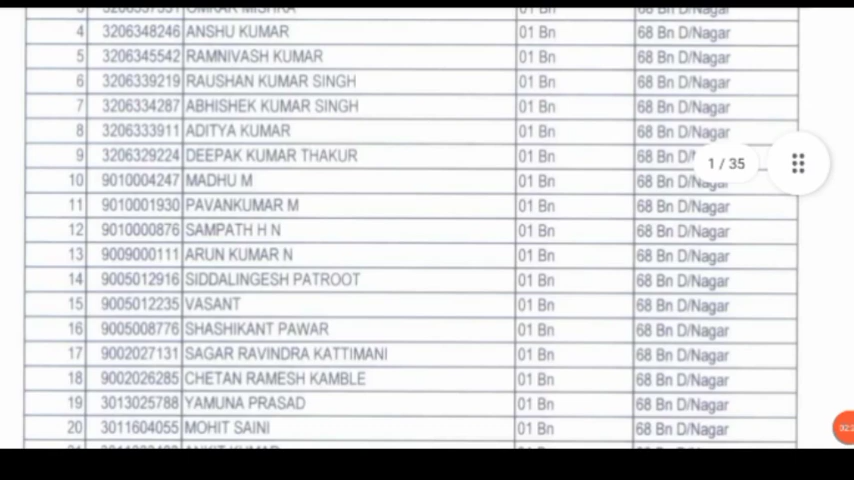 4 3206348246 ANSHU KUMAR 01 Bn 68 Bn D/Nagar
5 3206345542 RAMNIVASH KUMAR 01 Bn 68 Bn D/Nagar
6 3206339219 RAUSHAN KUMAR SINGH 01 Bn 68 Bn D/Nagar
7 3206334287 ABHISHEK KUMAR SINGH 01 Bn 68 Bn D/Nagar
8 3206333911 ADITYA KUMAR 01 Bn 68 Bn D/Nagar
9 3206329224 DEEPAK KUMAR THAKUR 01 Bn 68 Bn
1 / 35
10 9010004247 MADHU M 01 Bn 68 Bn D/Nagar
11 9010001930 PAVANKUMAR M 01 Bn 68 Bn D/Nagar
12 9010000876 SAMPATH H N 01 Bn 68 Bn D/Nagar
13 9009000111 ARUN KUMAR N 01 Bn 68 Bn D/Nagar
14 9005012916 SIDDALINGESH PATROOT 01 Bn 68 Bn D/Nagar
15 9005012235 VASANT 01 Bn 68 Bn D/Nagar
16 9005008776 SHASHIKANT PAWAR 01 Bn 68 Bn D/Nagar
17 9002027131 SAGAR RAVINDRA KATTIMANI 01 Bn 68 Bn D/Nagar
18 9002026285 CHETAN RAMESH KAMBLE 01 Bn 68 Bn D/Nagar
19 3013025788 YAMUNA PRASAD 01 Bn 68 Bn D/Nagar
20 3011604055 MOHIT SAINI 01 Bn 68 Bn D/Nagar